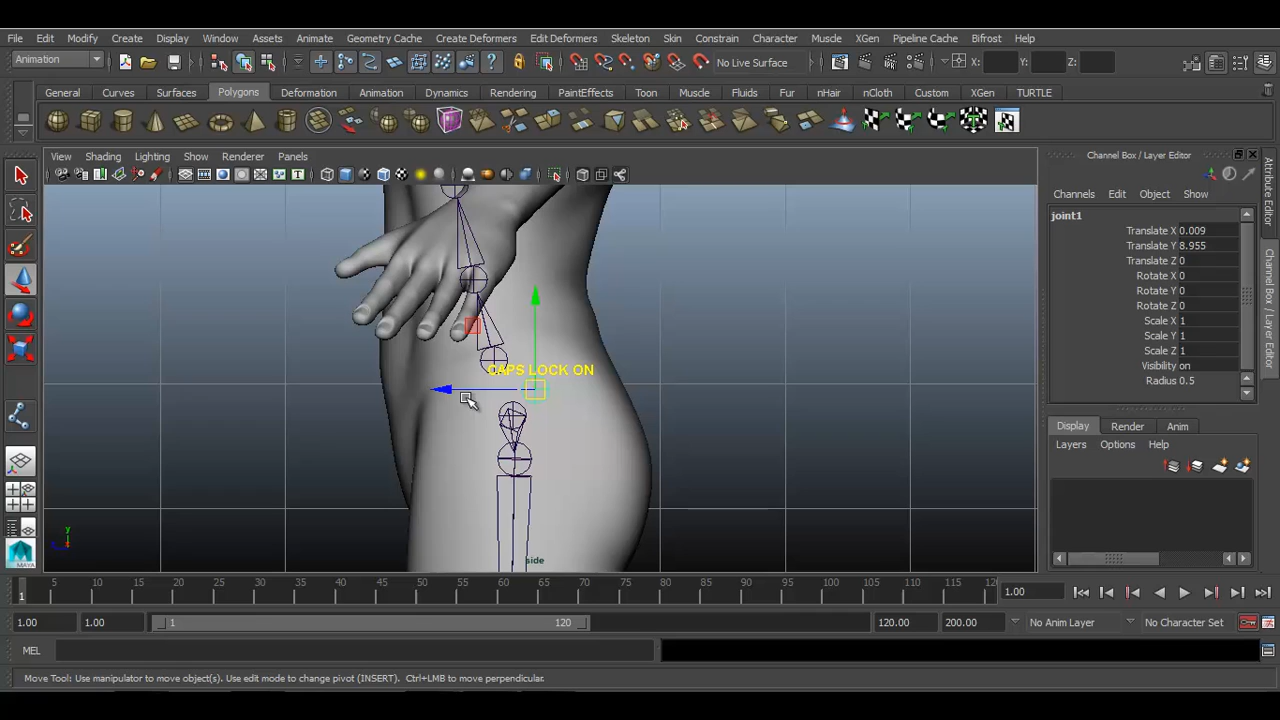 File Edit Modify Create Display Window Assets Animate Geometry Cache Create Deformers Edit Deformers Skeleton Skin Constrain Character Muscle XGen Pipeline Cache Bifrost Help
Animation No Live Surface X: Y: Z:
General Curves Surfaces Polygons Deformation Animation Dynamics Rendering PaintEffects Toon Muscle Fluids Fur nHair nCloth Custom XGen TURTLE
View Shading Lighting Show Renderer Panels
Channel Box / Layer Editor
Channels Edit Object Show
joint1
Translate X 0.009
Translate Y 8.955
Translate Z 0
Rotate X 0
Rotate Y 0
Rotate Z 0
Scale X 1
Scale Y 1
Scale Z 1
Visibility on
Radius 0.5
Attribute Editor
Channel Box / Layer Editor
CAPS LOCK ON
y
side
Display Render Anim
Layers Options Help
5 10 15 20 25 30 35 40 45 50 55 60 65 70 75 80 85 90 95 100 105 110 115 12
1 1.00
1.00 1.00 1 120 120.00 200.00 No Anim Layer No Character Set
MEL
Move Tool: Use manipulator to move object(s). Use edit mode to change pivot (INSERT). Ctrl+LMB to move perpendicular.